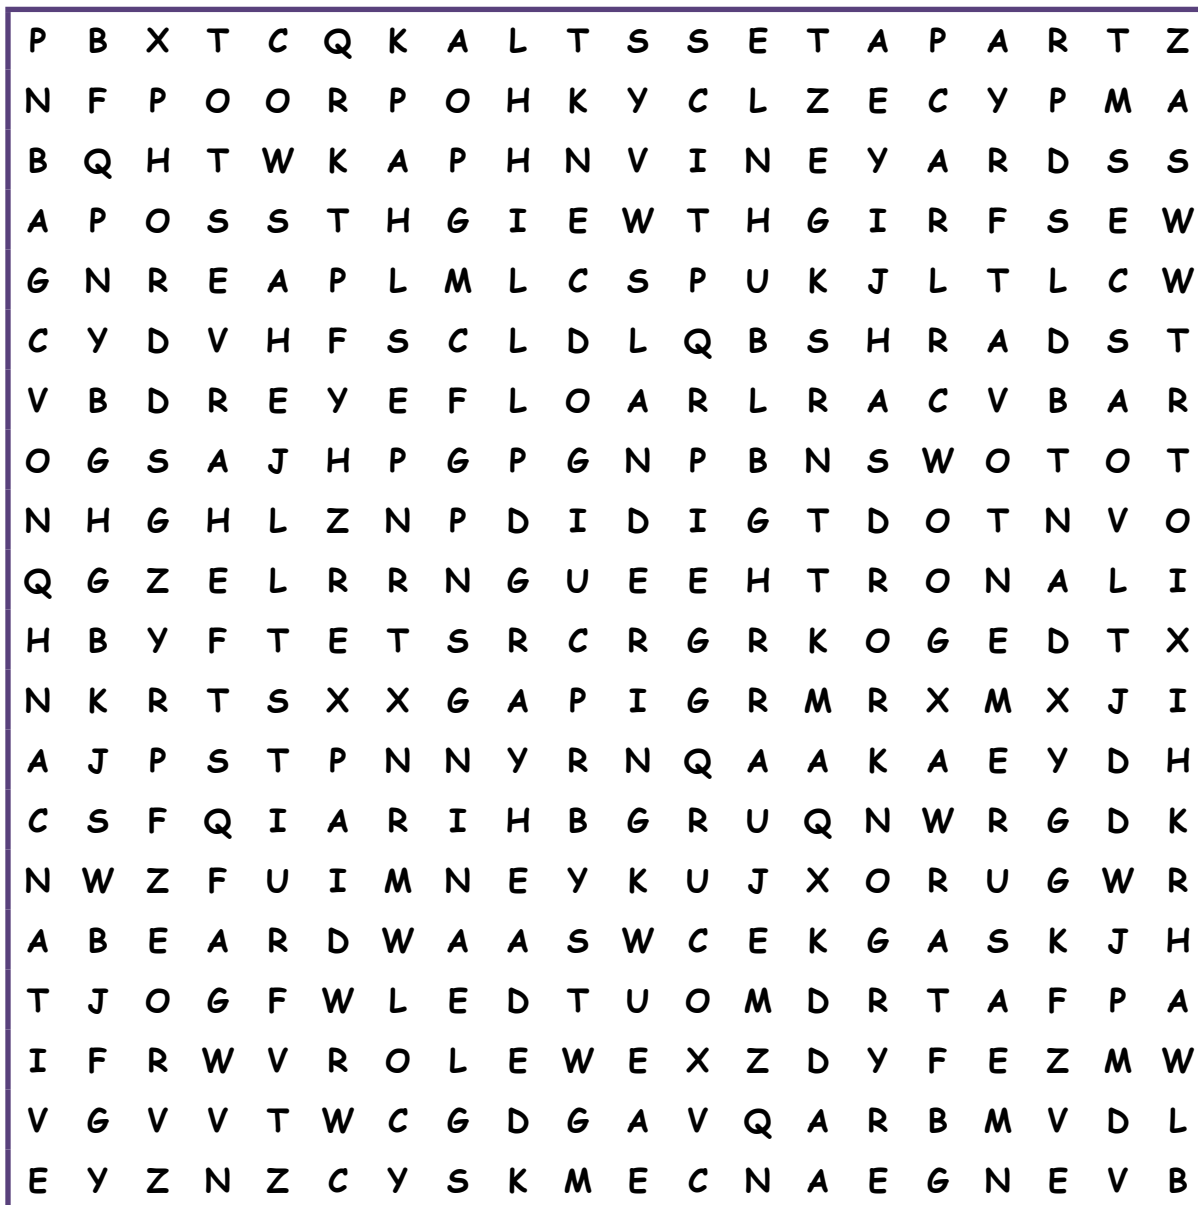 P B X T C Q K A L T S S E T A P A R T Z
N F P O O R P O H K Y C L Z E C Y P M A
B Q H T W K A P H N V I N E Y A R D S S
A P O S S T H G I E W T H G I R F S E W
G N R E A P L M L C S P U K J L T L C W
C Y D V H F S C L D L Q B S H R A D S T
V B D R E Y E F L O A R L R A C V B A R
O G S A J H P G P G N P B N S W O T O T
N H G H L Z N P D I D I G T D O T N V O
Q G Z E L R R N G U E E H T R O N A L I
H B Y F T E T S R C R G R K O G E D T X
N K R T S X X G A P I G R M R X M X J I
A J P S T P N N Y R N Q A A K A E Y D H
C S F Q I A R I H B G R U Q N W R G D K
N W Z F U I M N E Y K U J X O R U G W R
A B E A R D W A A S W C E K G A S K J H
T J O G F W L E D T U O M D R T A F P A
I F R W V R O L E W E X Z D Y F E Z M W
V G V V T W C G D G A V Q A R B M V D L
E Y Z N Z C Y S K M E C N A E G N E V B